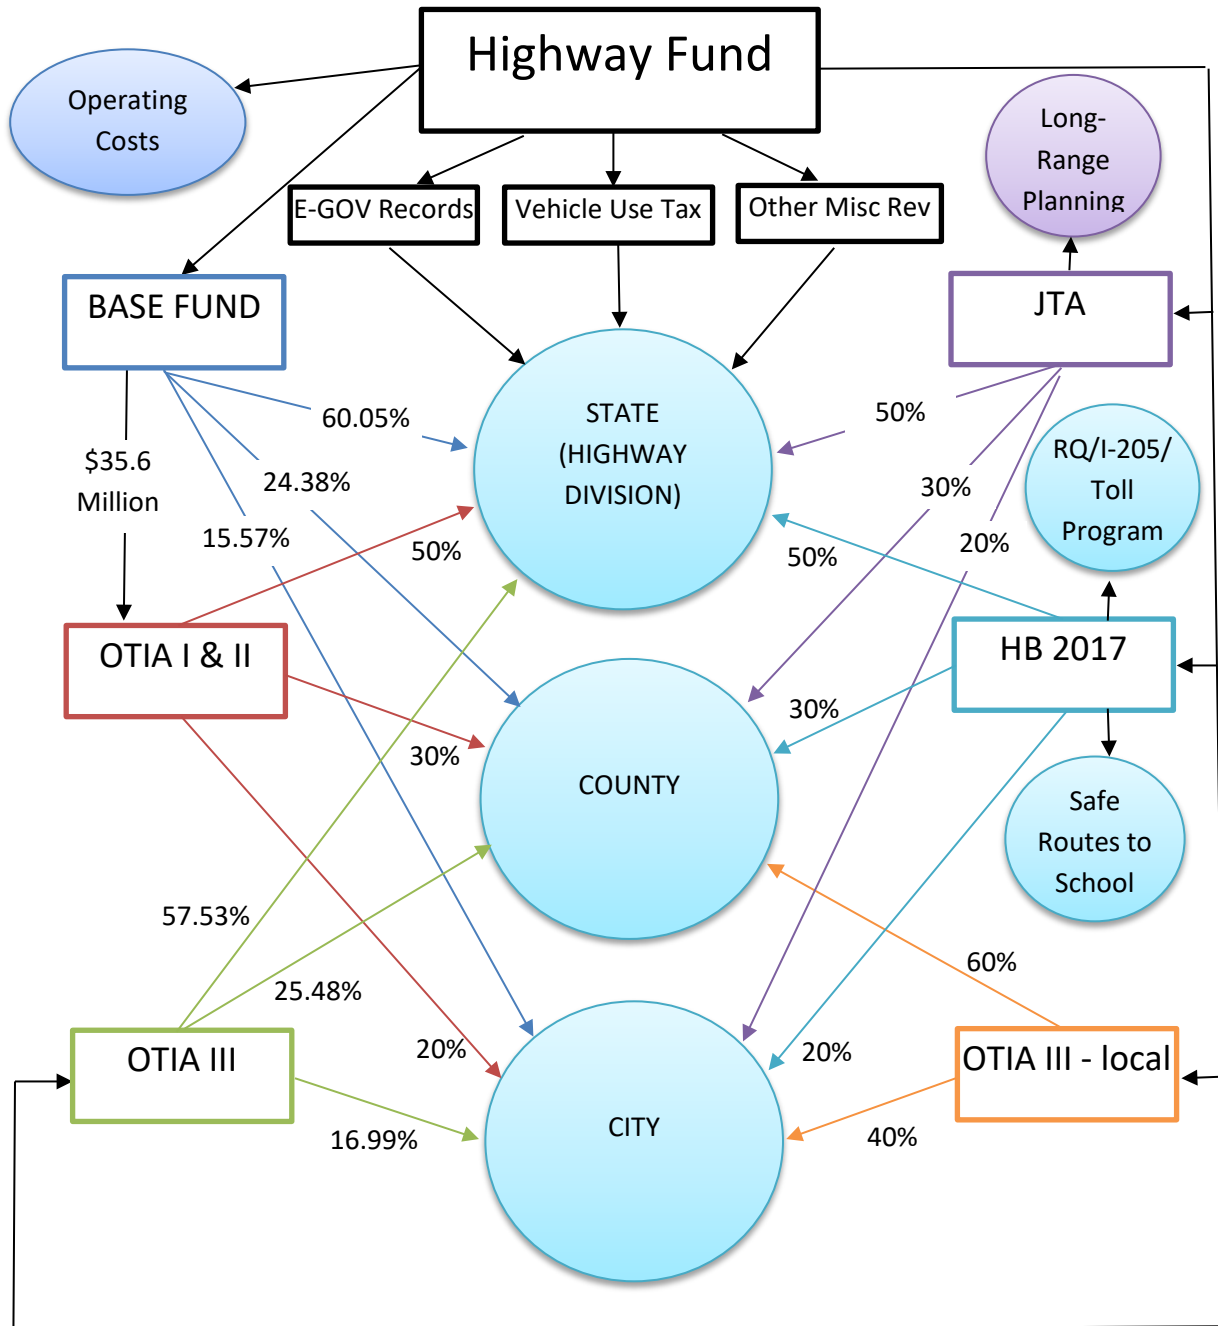 Highway Fund
Operating
Costs
Long-
Range
Planning
E-GOV Records
Vehicle Use Tax
Other Misc Rev
BASE FUND
JTA
STATE
(HIGHWAY
DIVISION)
60.05%
50%
$35.6
Million
24.38%
15.57%
RQ/I-205/
Toll
Program
30%
20%
50%
50%
OTIA I & II
HB 2017
30%
30%
COUNTY
Safe
Routes to
School
57.53%
25.48%
60%
OTIA III
20%
20%
OTIA III - local
16.99%
CITY
40%